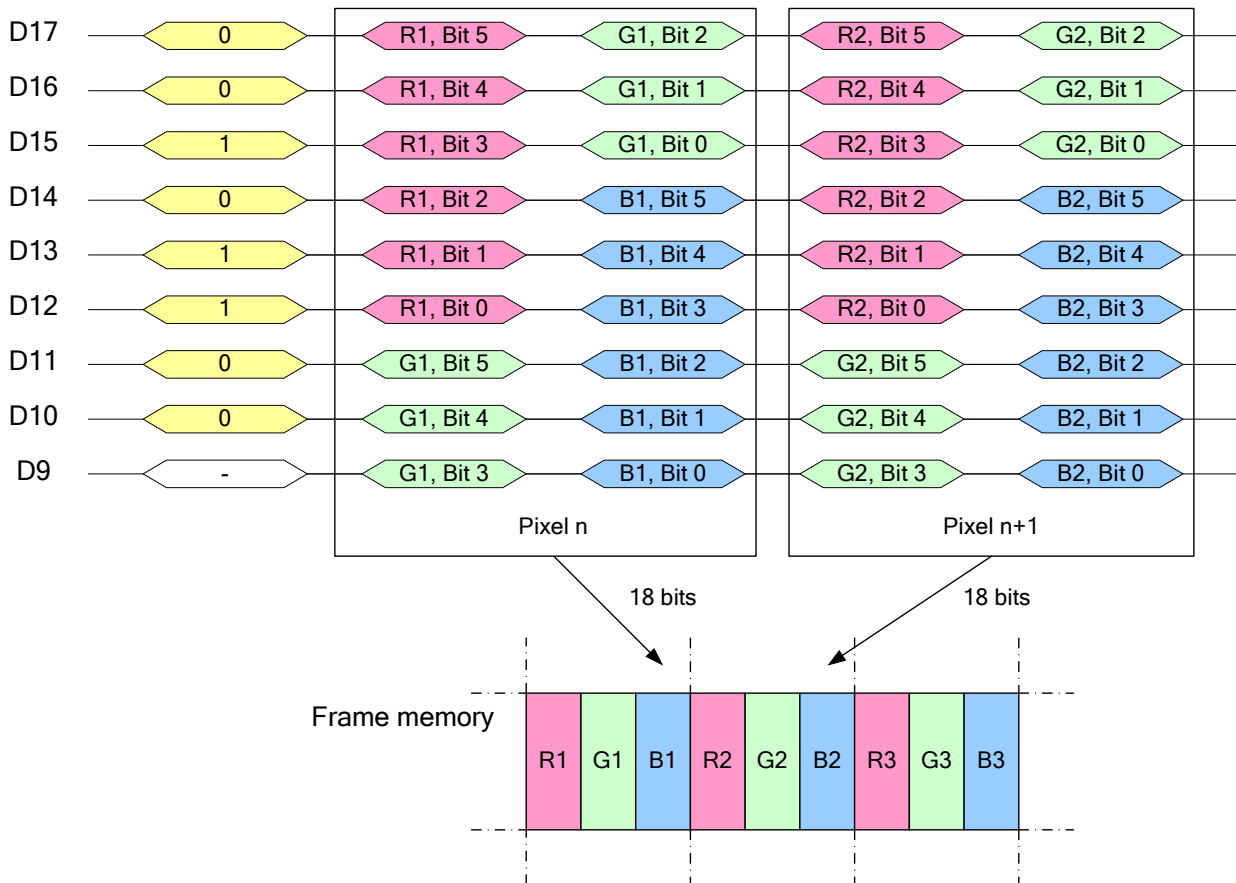 D17 0 R1, Bit 5 G1, Bit 2 R2, Bit 5 G2, Bit 2
D16 0 R1, Bit 4 G1, Bit 1 R2, Bit 4 G2, Bit 1
D15 1 R1, Bit 3 G1, Bit 0 R2, Bit 3 G2, Bit 0
D14 0 R1, Bit 2 B1, Bit 5 R2, Bit 2 B2, Bit 5
D13 1 R1, Bit 1 B1, Bit 4 R2, Bit 1 B2, Bit 4
D12 1 R1, Bit 0 B1, Bit 3 R2, Bit 0 B2, Bit 3
D11 0 G1, Bit 5 B1, Bit 2 G2, Bit 5 B2, Bit 2
D10 0 G1, Bit 4 B1, Bit 1 G2, Bit 4 B2, Bit 1
D9 - G1, Bit 3 B1, Bit 0 G2, Bit 3 B2, Bit 0
Pixel n Pixel n+1
18 bits 18 bits
Frame memory
R1 G1 B1 R2 G2 B2 R3 G3 B3